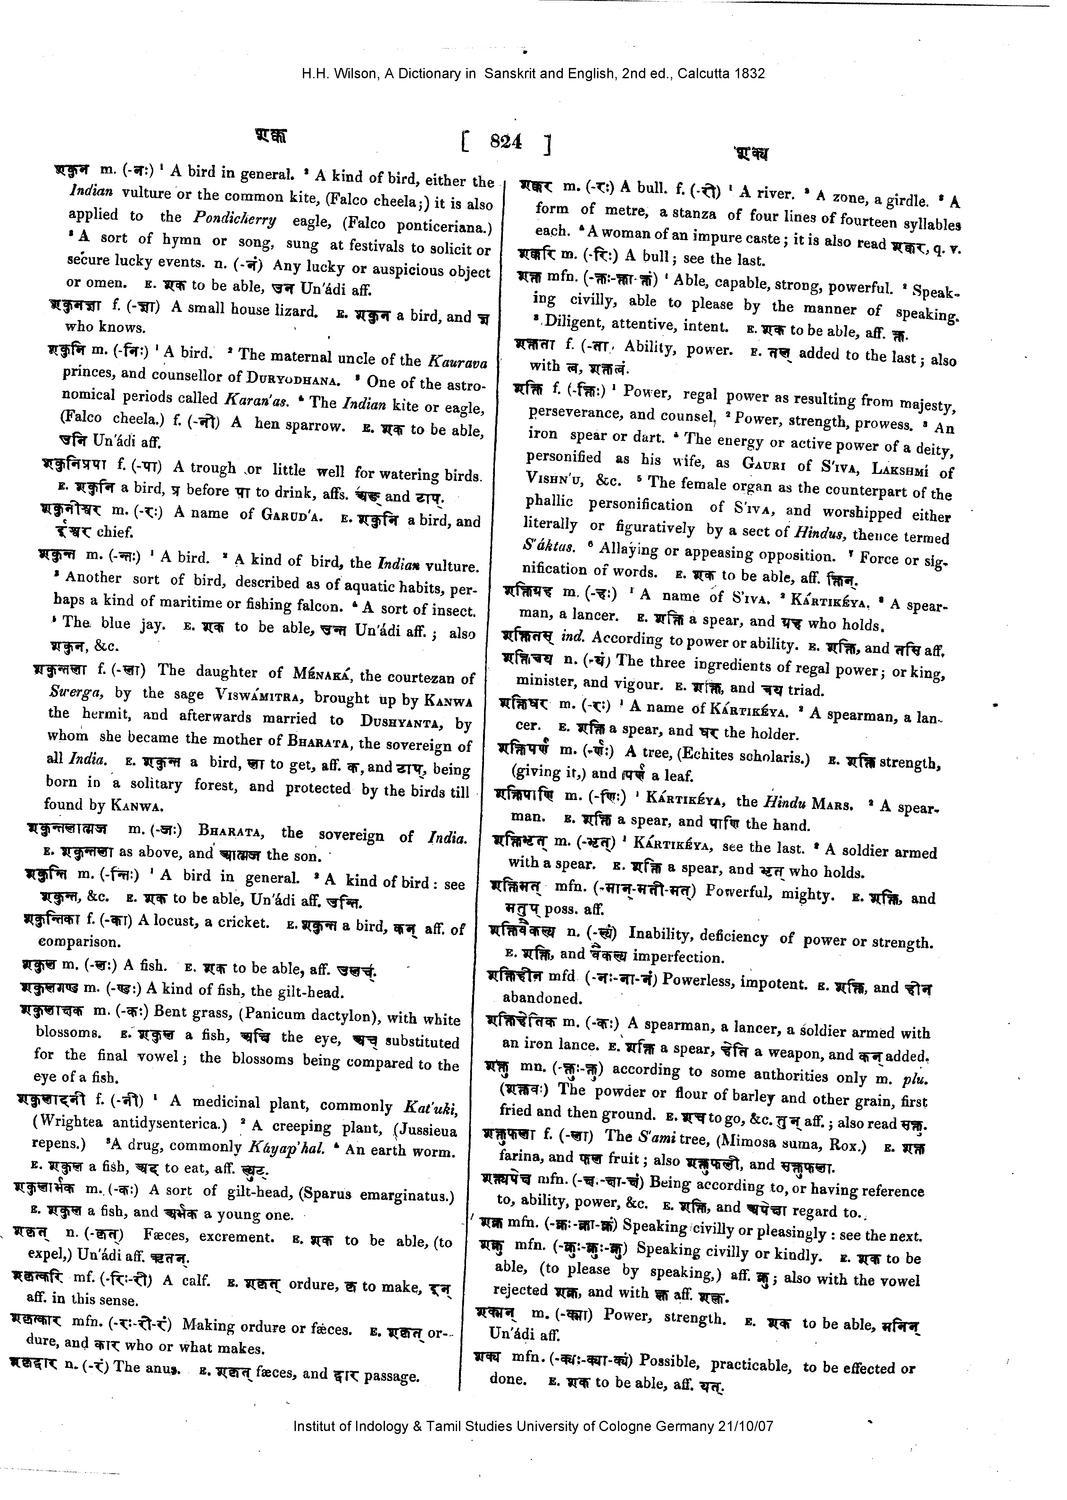 H.H. Wilson, A Dictionary in Sanskrit and English, 2nd ed., Calcutta 1832
शक्क
[ 824 ]
शक्य
शकुन m. (-नः) ¹ A bird in general. ² A kind of bird, either the
Indian vulture or the common kite, (Falco cheela;) it is also
applied to the Pondicherry eagle, (Falco ponticeriana.)
³ A sort of hymn or song, sung at festivals to solicit or
secure lucky events. n. (-नं) Any lucky or auspicious object
or omen. E. शक to be able, उन Un'ádi aff.
शकुनज्ञा f. (-ज्ञा) A small house lizard. E. शकुन a bird, and ज्ञ
who knows.
शकुनि m. (-निः) ¹ A bird. ² The maternal uncle of the Kaurava
princes, and counsellor of DURYODHANA. ³ One of the astro-
nomical periods called Karan'as. ⁴ The Indian kite or eagle,
(Falco cheela.) f. (-नी) A hen sparrow. E. शक to be able,
उनि Un'ádi aff.
शकुनिप्रपा f. (-पा) A trough or little well for watering birds.
E. शकुनि a bird, प्र before पा to drink, affs. घङ and टाप्.
शकुनीश्वर m. (-रः) A name of GARUD'A. E. शकुनि a bird, and
ईश्वर chief.
शकुन्त m. (-न्तः) ¹ A bird. ² A kind of bird, the Indian vulture.
³ Another sort of bird, described as of aquatic habits, per-
haps a kind of maritime or fishing falcon. ⁴ A sort of insect.
⁵ The blue jay. E. शक to be able, उन्त Un'ádi aff. ; also
शकुन, &c.
शकुन्तला f. (-ला) The daughter of MÉNAKÁ, the courtezan of
Swerga, by the sage VISWÁMITRA, brought up by KANWA
the hermit, and afterwards married to DUSHYANTA, by
whom she became the mother of BHARATA, the sovereign of
all India. E. शकुन्त a bird, ला to get, aff. क, and टाप्, being
born in a solitary forest, and protected by the birds till
found by KANWA.
शकुन्तलात्मज m. (-जः) BHARATA, the sovereign of India.
E. शकुन्तला as above, and आत्मज the son.
शकुन्ति m. (-न्तिः) ¹ A bird in general. ² A kind of bird : see
शकुन्त, &c. E. शक to be able, Un'ádi aff. उन्ति.
शकुन्तिका f. (-का) A locust, a cricket. E. शकुन्त a bird, कन् aff. of
comparison.
शकुल m. (-लः) A fish. E. शक to be able, aff. उलच्.
शकुलगण्ड m. (-ण्डः) A kind of fish, the gilt-head.
शकुलाचक m. (-कः) Bent grass, (Panicum dactylon), with white
blossoms. E. शकुल a fish, अक्षि the eye, अच् substituted
for the final vowel ; the blossoms being compared to the
eye of a fish.
शकुलादनी f. (-नी) ¹ A medicinal plant, commonly Kat'uki,
(Wrightea antidysenterica.) ² A creeping plant, (Jussieua
repens.) ³A drug, commonly Káyap'hal. ⁴ An earth worm.
E. शकुल a fish, अद् to eat, aff. ल्युट्.
शकुलार्भक m. (-कः) A sort of gilt-head, (Sparus emarginatus.)
E. शकुल a fish, and अर्भक a young one.
शकृत् n. (-कृत्) Fæces, excrement. E. शक to be able, (to
expel,) Un'ádi aff. ऋतन्.
शकृत्करि mf. (-रिः-री) A calf. E. शकृत् ordure, कृ to make, इन्
aff. in this sense.
शकृत्कार mfn. (-रः-री-रं) Making ordure or fæces. E. शकृत् or-
dure, and कार who or what makes.
शकृद्द्वार n. (-रं) The anus. E. शकृत् fæces, and द्वार passage.
शक्कर m. (-रः) A bull. f. (-री) ¹ A river. ² A zone, a girdle. ³ A
form of metre, a stanza of four lines of fourteen syllables
each. ⁴A woman of an impure caste ; it is also read शर्करा, q. v.
शक्करि m. (-रिः) A bull ; see the last.
शक्त mfn. (-क्तः-क्ता-क्तं) ¹ Able, capable, strong, powerful. ² Speak-
ing civilly, able to please by the manner of speaking.
³ Diligent, attentive, intent. E. शक to be able, aff. क्त.
शक्तता f. (-ता) Ability, power. E. तल् added to the last ; also
with त्व, शक्तत्वं.
शक्ति f. (-क्तिः) ¹ Power, regal power as resulting from majesty,
perseverance, and counsel, ² Power, strength, prowess. ³ An
iron spear or dart. ⁴ The energy or active power of a deity,
personified as his wife, as GAURI of S'IVA, LAKSHMÍ of
VISHN'U, &c. ⁵ The female organ as the counterpart of the
phallic personification of S'IVA, and worshipped either
literally or figuratively by a sect of Hindus, thence termed
S'áktas. ⁶ Allaying or appeasing opposition. ⁷ Force or sig-
nification of words. E. शक to be able, aff. क्तिन्.
शक्तिग्रह m. (-हः) ¹ A name of S'IVA. ² KÁRTIKÉYA. ³ A spear-
man, a lancer. E. शक्ति a spear, and ग्रह who holds.
शक्तितस् ind. According to power or ability. E. शक्ति, and तसि aff.
शक्तित्रय n. (-यं) The three ingredients of regal power ; or king,
minister, and vigour. E. शक्ति, and त्रय triad.
शक्तिधर m. (-रः) ¹ A name of KÁRTIKÉYA. ² A spearman, a lan-
cer. E. शक्ति a spear, and धर the holder.
शक्तिपर्ण m. (-र्णः) A tree, (Echites scholaris.) E. शक्ति strength,
(giving it,) and पर्ण a leaf.
शक्तिपाणि m. (-णिः) ¹ KÁRTIKÉYA, the Hindu MARS. ² A spear-
man. E. शक्ति a spear, and पाणि the hand.
शक्तिभृत् m. (-भृत्) ¹ KÁRTIKÉYA, see the last. ² A soldier armed
with a spear. E. शक्ति a spear, and भृत् who holds.
शक्तिमत् mfn. (-मान्-मती-मत्) Powerful, mighty. E. शक्ति, and
मतुप् poss. aff.
शक्तिवैकल्य n. (-ल्यं) Inability, deficiency of power or strength.
E. शक्ति, and वैकल्य imperfection.
शक्तिहीन mfd (-नः-ना-नं) Powerless, impotent. E. शक्ति, and हीन
abandoned.
शक्तिहेतिक m. (-कः) A spearman, a lancer, a soldier armed with
an iron lance. E. शक्ति a spear, हेति a weapon, and कन् added.
शक्तु mn. (-क्तुः-क्तु) according to some authorities only m. plu.
(शक्तवः) The powder or flour of barley and other grain, first
fried and then ground. E. शच to go, &c. तुन् aff. ; also read सक्तु.
शक्तुफला f. (-ला) The S'ami tree, (Mimosa suma, Rox.) E. शक्तु
farina, and फल fruit ; also शक्तुफली, and सक्तुफला.
शक्त्यपेक्ष mfn. (-क्षः-क्षा-क्षं) Being according to, or having reference
to, ability, power, &c. E. शक्ति, and अपेक्षा regard to.
शक्न mfn. (-क्नः-क्ना-क्नं) Speaking civilly or pleasingly : see the next.
शक्नु mfn. (-क्नुः-क्नुः-क्नु) Speaking civilly or kindly. E. शक to be
able, (to please by speaking,) aff. क्नु ; also with the vowel
rejected शक्न, and with क्त aff. शक्त.
शक्मन् m. (-क्मा) Power, strength. E. शक to be able, मनिन्
Un'ádi aff.
शक्य mfn. (-क्यः-क्या-क्यं) Possible, practicable, to be effected or
done. E. शक to be able, aff. यत्.
Institut of Indology & Tamil Studies University of Cologne Germany 21/10/07